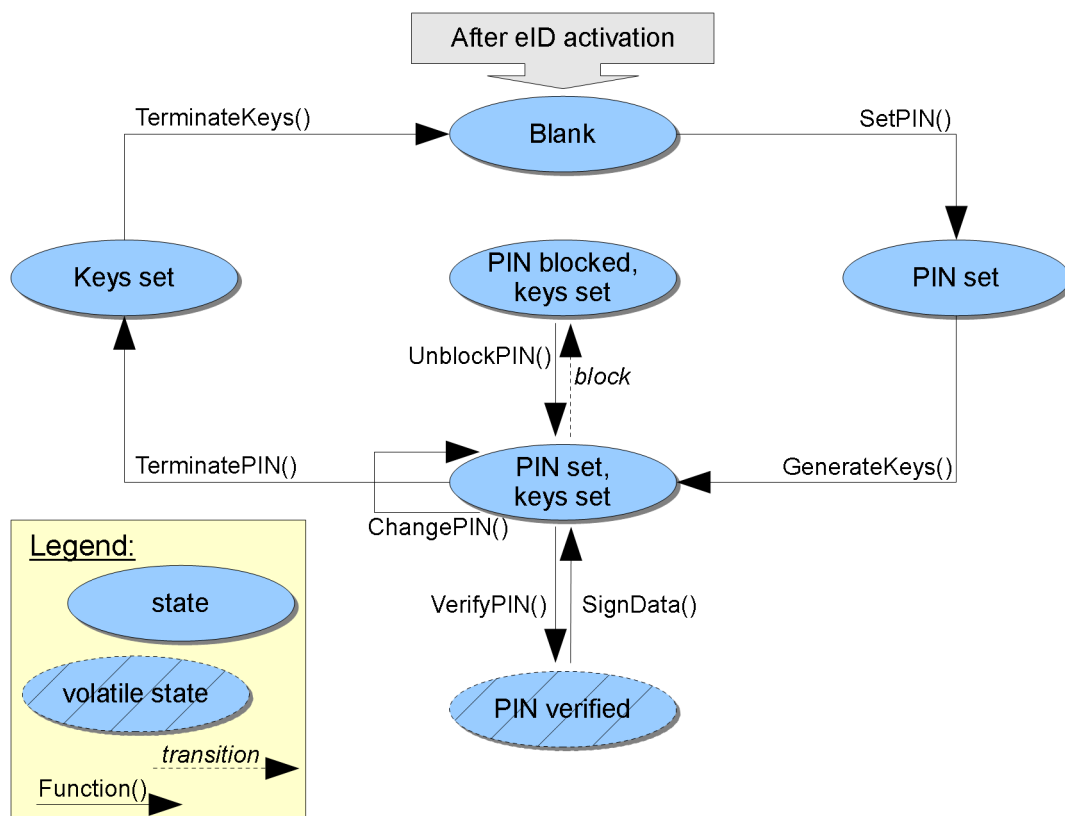 After eID activation
TerminateKeys()
Blank
SetPIN()
Keys set
PIN blocked,
keys set
PIN set
UnblockPIN()
block
TerminatePIN()
PIN set,
keys set
GenerateKeys()
ChangePIN()
Legend:
state
VerifyPIN()
SignData()
volatile state
PIN verified
transition
Function()